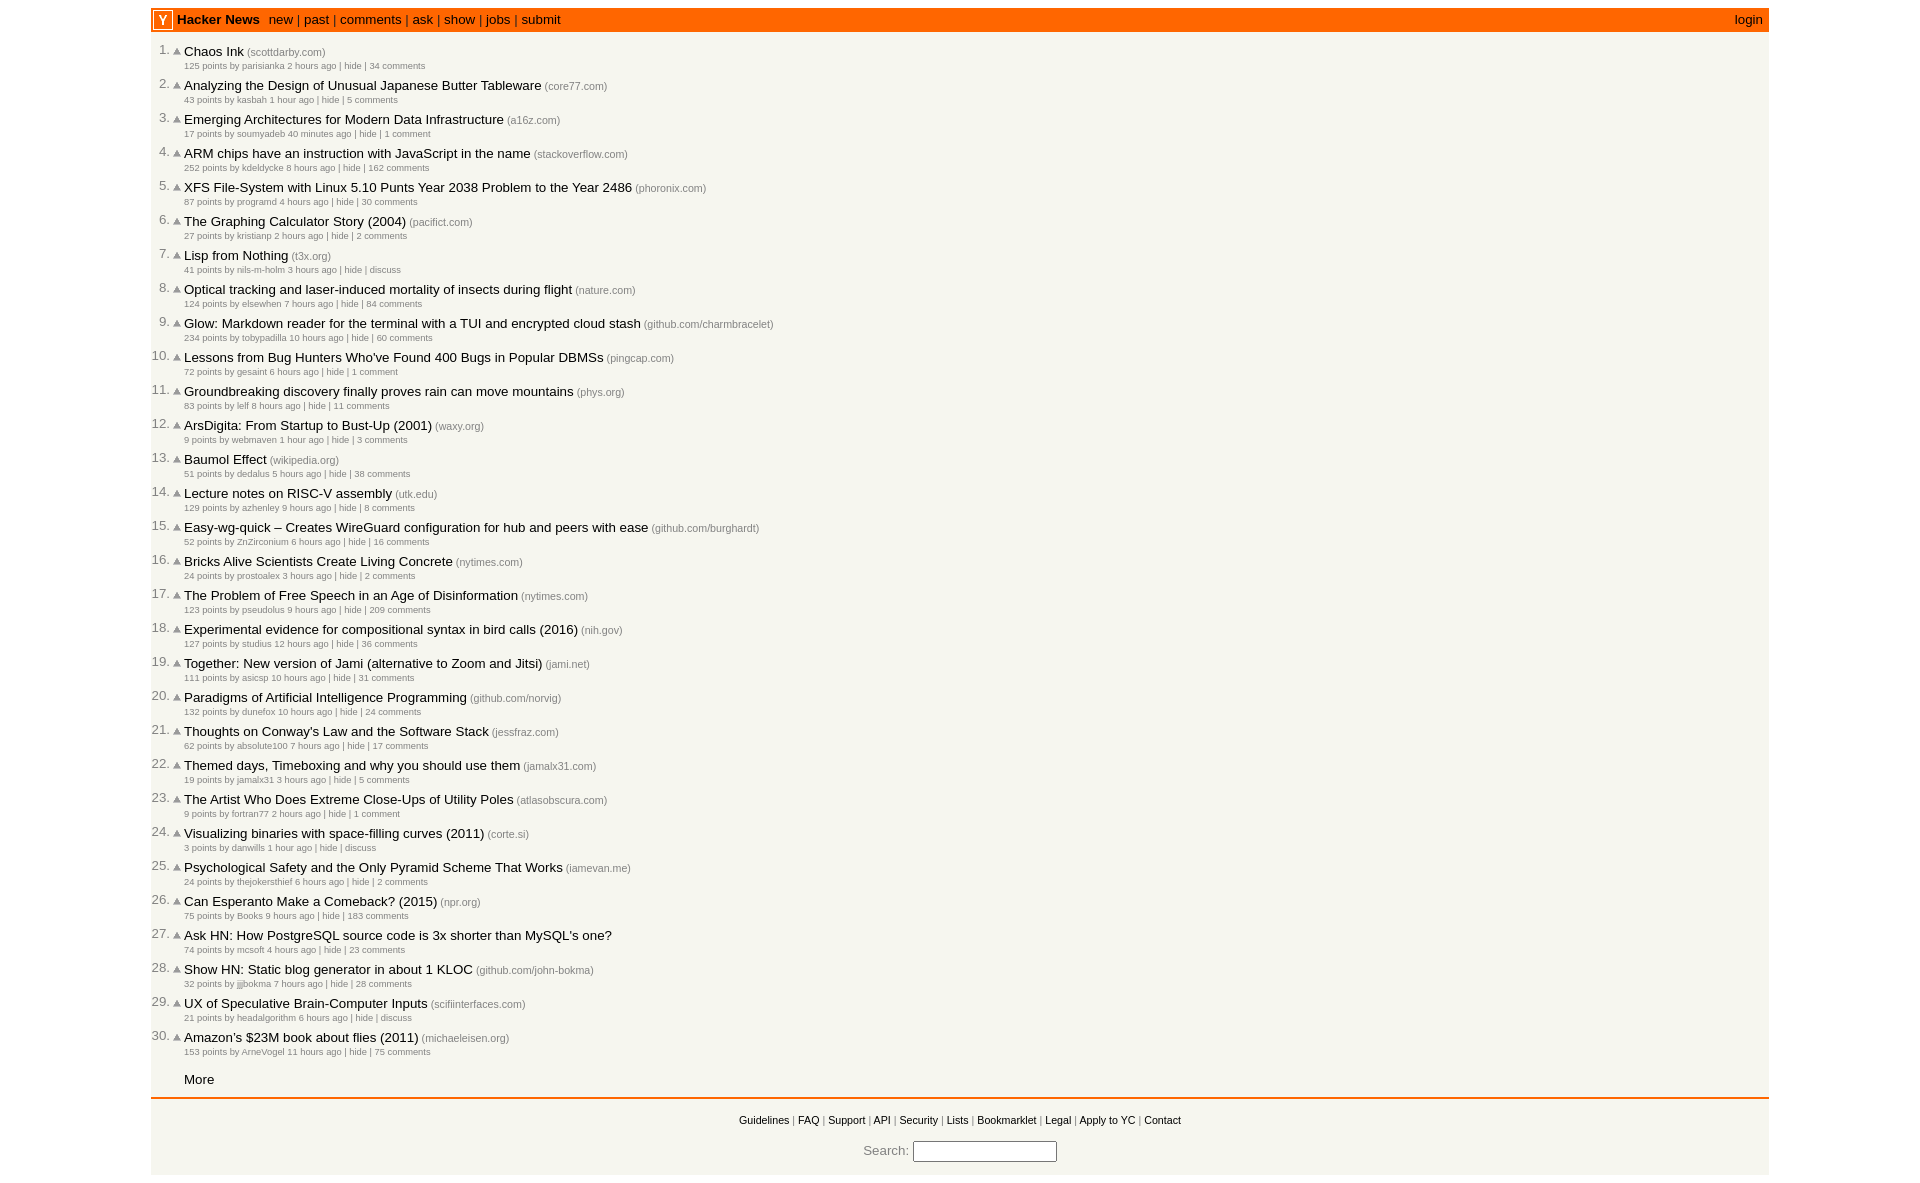 Y Hacker News new | past | comments | ask | show | jobs | submit login
1. Chaos Ink (scottdarby.com)
125 points by parisianka 2 hours ago | hide | 34 comments
2. Analyzing the Design of Unusual Japanese Butter Tableware (core77.com)
43 points by kasbah 1 hour ago | hide | 5 comments
3. Emerging Architectures for Modern Data Infrastructure (a16z.com)
17 points by soumyadeb 40 minutes ago | hide | 1 comment
4. ARM chips have an instruction with JavaScript in the name (stackoverflow.com)
252 points by kdeldycke 8 hours ago | hide | 162 comments
5. XFS File-System with Linux 5.10 Punts Year 2038 Problem to the Year 2486 (phoronix.com)
87 points by programd 4 hours ago | hide | 30 comments
6. The Graphing Calculator Story (2004) (pacifict.com)
27 points by kristianp 2 hours ago | hide | 2 comments
7. Lisp from Nothing (t3x.org)
41 points by nils-m-holm 3 hours ago | hide | discuss
8. Optical tracking and laser-induced mortality of insects during flight (nature.com)
124 points by elsewhen 7 hours ago | hide | 84 comments
9. Glow: Markdown reader for the terminal with a TUI and encrypted cloud stash (github.com/charmbracelet)
234 points by tobypadilla 10 hours ago | hide | 60 comments
10. Lessons from Bug Hunters Who've Found 400 Bugs in Popular DBMSs (pingcap.com)
72 points by gesaint 6 hours ago | hide | 1 comment
11. Groundbreaking discovery finally proves rain can move mountains (phys.org)
83 points by lelf 8 hours ago | hide | 11 comments
12. ArsDigita: From Startup to Bust-Up (2001) (waxy.org)
9 points by webmaven 1 hour ago | hide | 3 comments
13. Baumol Effect (wikipedia.org)
51 points by dedalus 5 hours ago | hide | 38 comments
14. Lecture notes on RISC-V assembly (utk.edu)
129 points by azhenley 9 hours ago | hide | 8 comments
15. Easy-wg-quick – Creates WireGuard configuration for hub and peers with ease (github.com/burghardt)
52 points by ZnZirconium 6 hours ago | hide | 16 comments
16. Bricks Alive Scientists Create Living Concrete (nytimes.com)
24 points by prostoalex 3 hours ago | hide | 2 comments
17. The Problem of Free Speech in an Age of Disinformation (nytimes.com)
123 points by pseudolus 9 hours ago | hide | 209 comments
18. Experimental evidence for compositional syntax in bird calls (2016) (nih.gov)
127 points by studius 12 hours ago | hide | 36 comments
19. Together: New version of Jami (alternative to Zoom and Jitsi) (jami.net)
111 points by asicsp 10 hours ago | hide | 31 comments
20. Paradigms of Artificial Intelligence Programming (github.com/norvig)
132 points by dunefox 10 hours ago | hide | 24 comments
21. Thoughts on Conway's Law and the Software Stack (jessfraz.com)
62 points by absolute100 7 hours ago | hide | 17 comments
22. Themed days, Timeboxing and why you should use them (jamalx31.com)
19 points by jamalx31 3 hours ago | hide | 5 comments
23. The Artist Who Does Extreme Close-Ups of Utility Poles (atlasobscura.com)
9 points by fortran77 2 hours ago | hide | 1 comment
24. Visualizing binaries with space-filling curves (2011) (corte.si)
3 points by danwills 1 hour ago | hide | discuss
25. Psychological Safety and the Only Pyramid Scheme That Works (iamevan.me)
24 points by thejokersthief 6 hours ago | hide | 2 comments
26. Can Esperanto Make a Comeback? (2015) (npr.org)
75 points by Books 9 hours ago | hide | 183 comments
27. Ask HN: How PostgreSQL source code is 3x shorter than MySQL's one?
74 points by mcsoft 4 hours ago | hide | 23 comments
28. Show HN: Static blog generator in about 1 KLOC (github.com/john-bokma)
32 points by jjjbokma 7 hours ago | hide | 28 comments
29. UX of Speculative Brain-Computer Inputs (scifiinterfaces.com)
21 points by headalgorithm 6 hours ago | hide | discuss
30. Amazon's $23M book about flies (2011) (michaeleisen.org)
153 points by ArneVogel 11 hours ago | hide | 75 comments
More
Guidelines | FAQ | Support | API | Security | Lists | Bookmarklet | Legal | Apply to YC | Contact
Search: